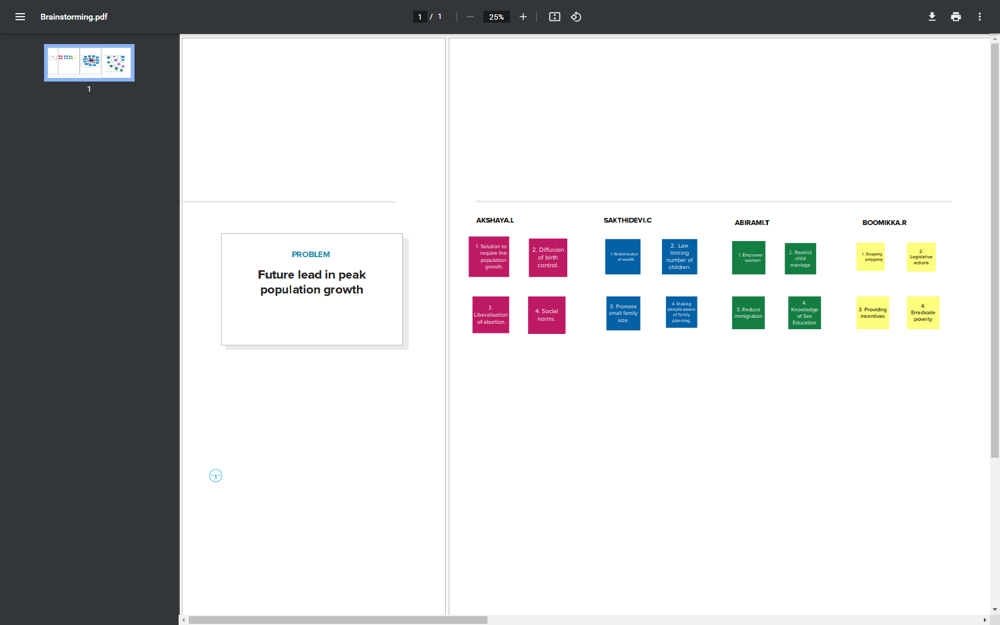 Brainstorming.pdf
1 / 1
25%
1
PROBLEM
Future lead in peak
population growth
AKSHAYA.L
1. Solution to
require the
population
growth.
2. Diffusion
of birth
control.
3.
Liberalisation
of abortion.
4. Social
norms.
SAKTHIDEVI.C
1. Redistribution
of wealth
2. Law
limiting
number of
children.
3. Promote
small family
size.
4. Making
people aware
of family
planning.
ABIRAMI.T
1. Empower
women
2. Restrict
child
marriage
3. Reduce
immigration
4.
Knowledge
of Sex
Education
BOOMIKKA.R
1. Stopping
polygamy
2.
Legislative
actions
3. Providing
incentives
4.
Erradicate
poverty